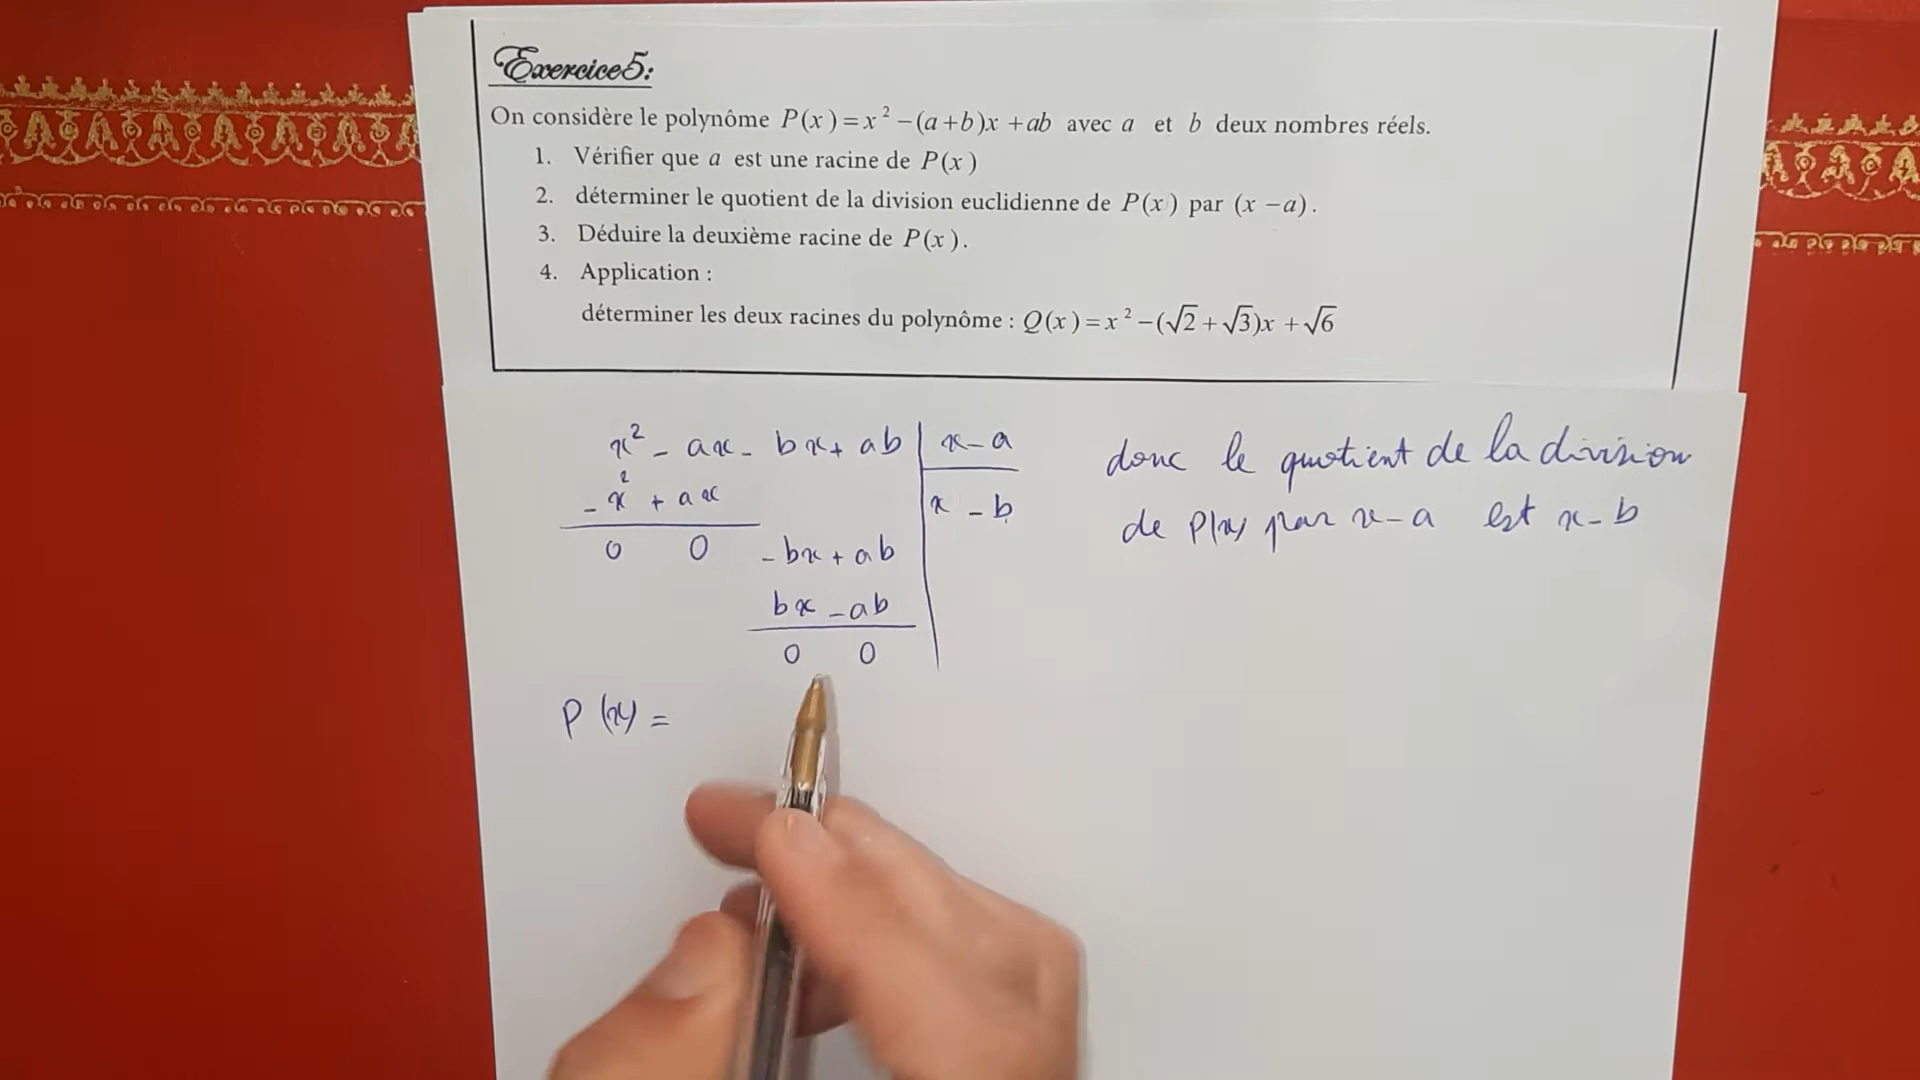 Exercice5:
On considère le polynôme P(x)=x²−(a+b)x+ab avec a et b deux nombres réels.
1. Vérifier que a est une racine de P(x)
2. déterminer le quotient de la division euclidienne de P(x) par (x−a).
3. Déduire la deuxième racine de P(x).
4. Application :
déterminer les deux racines du polynôme : Q(x)=x²−(√2+√3)x+√6
x² − ax − bx + ab | x − a
−x² + ax
x − b
0 0 − bx + ab
bx − ab
0 0
P(x) =
donc le quotient de la division
de P(x) par x − a est x − b